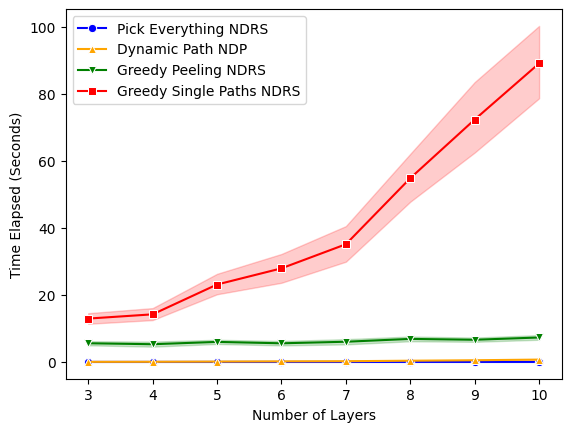 Pick Everything NDRS
Dynamic Path NDP
Greedy Peeling NDRS
Greedy Single Paths NDRS
Time Elapsed (Seconds)
100
80
60
40
20
0
3 4 5 6 7 8 9 10
Number of Layers